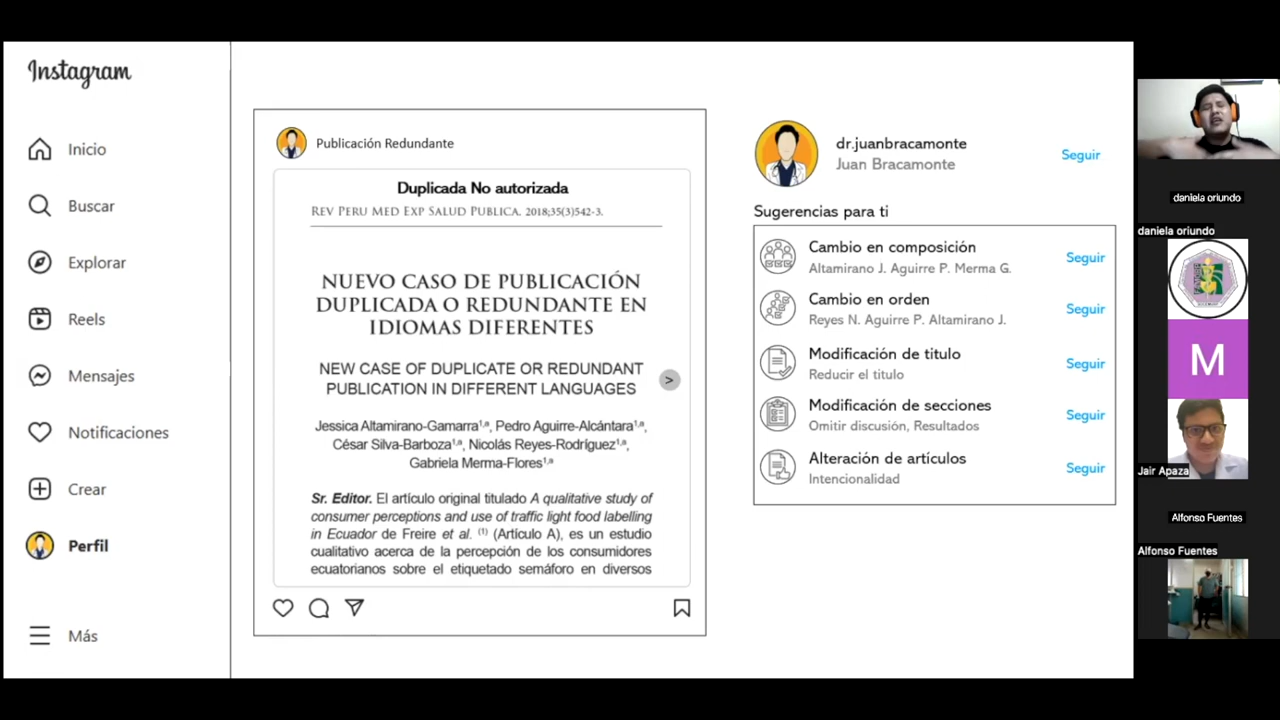 Instagram
Inicio
Buscar
Explorar
Reels
Mensajes
Notificaciones
Crear
Perfil
Más
Publicación Redundante
Duplicada No autorizada
REV PERU MED EXP SALUD PUBLICA. 2018;35(3)542-3.
NUEVO CASO DE PUBLICACIÓN
DUPLICADA O REDUNDANTE EN
IDIOMAS DIFERENTES
NEW CASE OF DUPLICATE OR REDUNDANT
PUBLICATION IN DIFFERENT LANGUAGES
Jessica Altamirano-Gamarra1,a, Pedro Aguirre-Alcántara1,a,
César Silva-Barboza1,a, Nicolás Reyes-Rodríguez1,a,
Gabriela Merma-Flores1,a
Sr. Editor. El artículo original titulado A qualitative study of
consumer perceptions and use of traffic light food labelling
in Ecuador de Freire et al. (1) (Artículo A), es un estudio
cualitativo acerca de la percepción de los consumidores
ecuatorianos sobre el etiquetado semáforo en diversos
>
dr.juanbracamonte
Juan Bracamonte
Seguir
Sugerencias para ti
Cambio en composición
Altamirano J. Aguirre P. Merma G.
Seguir
Cambio en orden
Reyes N. Aguirre P. Altamirano J.
Seguir
Modificación de título
Reducir el titulo
Seguir
Modificación de secciones
Omitir discusión, Resultados
Seguir
Alteración de artículos
Intencionalidad
Seguir
daniela oriundo
daniela oriundo
M
Jair Apaza
Alfonso Fuentes
Alfonso Fuentes